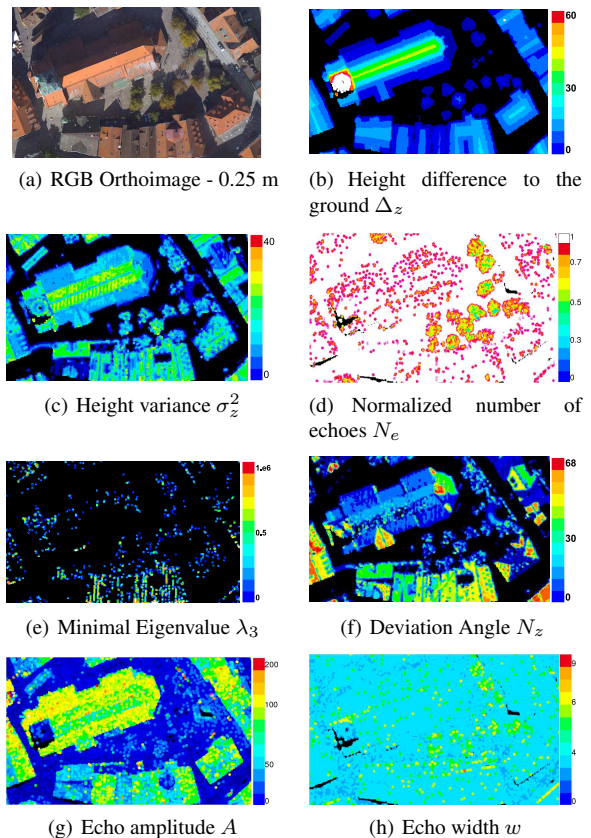 60
30
0
(a) RGB Orthoimage - 0.25 m
(b) Height difference to the
ground Δz
40
20
0
1
0.7
0.3
0
(c) Height variance σ²z
(d) Normalized number of
echoes Ne
1.e6
0.5
0
68
30
0
(e) Minimal Eigenvalue λ3
(f) Deviation Angle Nz
200
100
50
0
9
6
4
0
(g) Echo amplitude A
(h) Echo width w